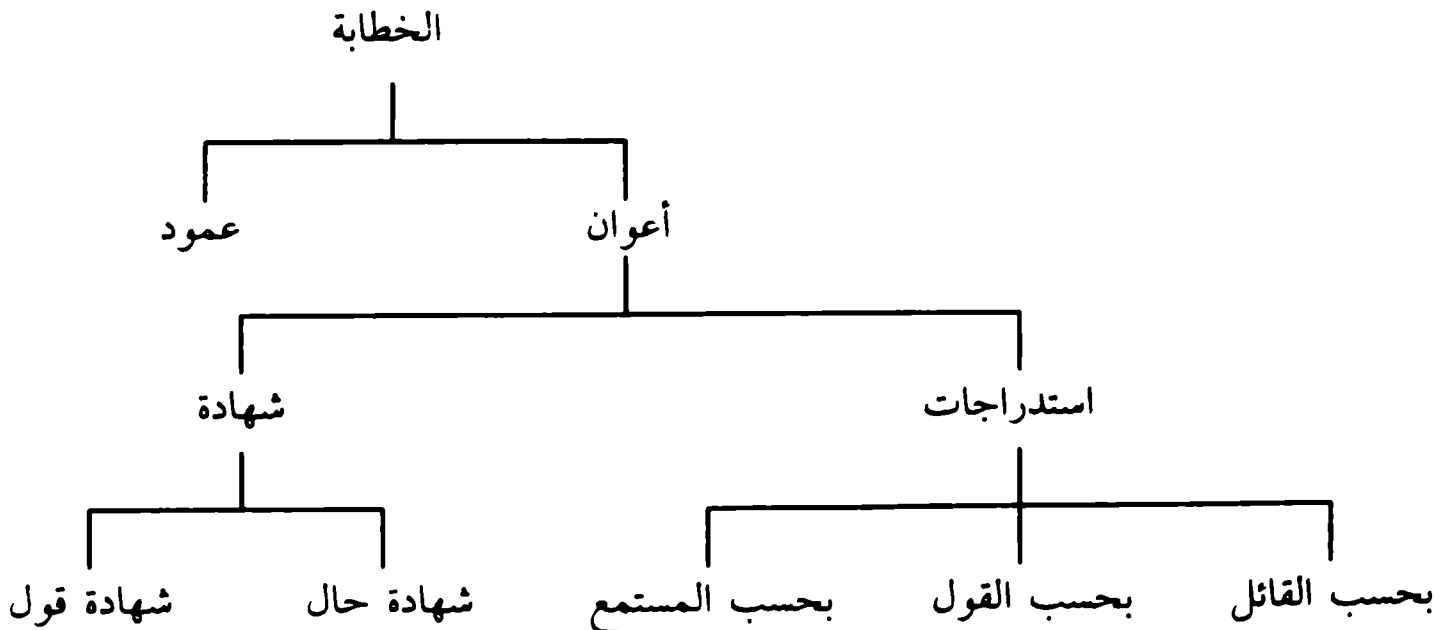 الخطابة
أعوان عمود
استدراجات شهادة
بحسب القائل بحسب القول بحسب المستمع شهادة حال شهادة قول